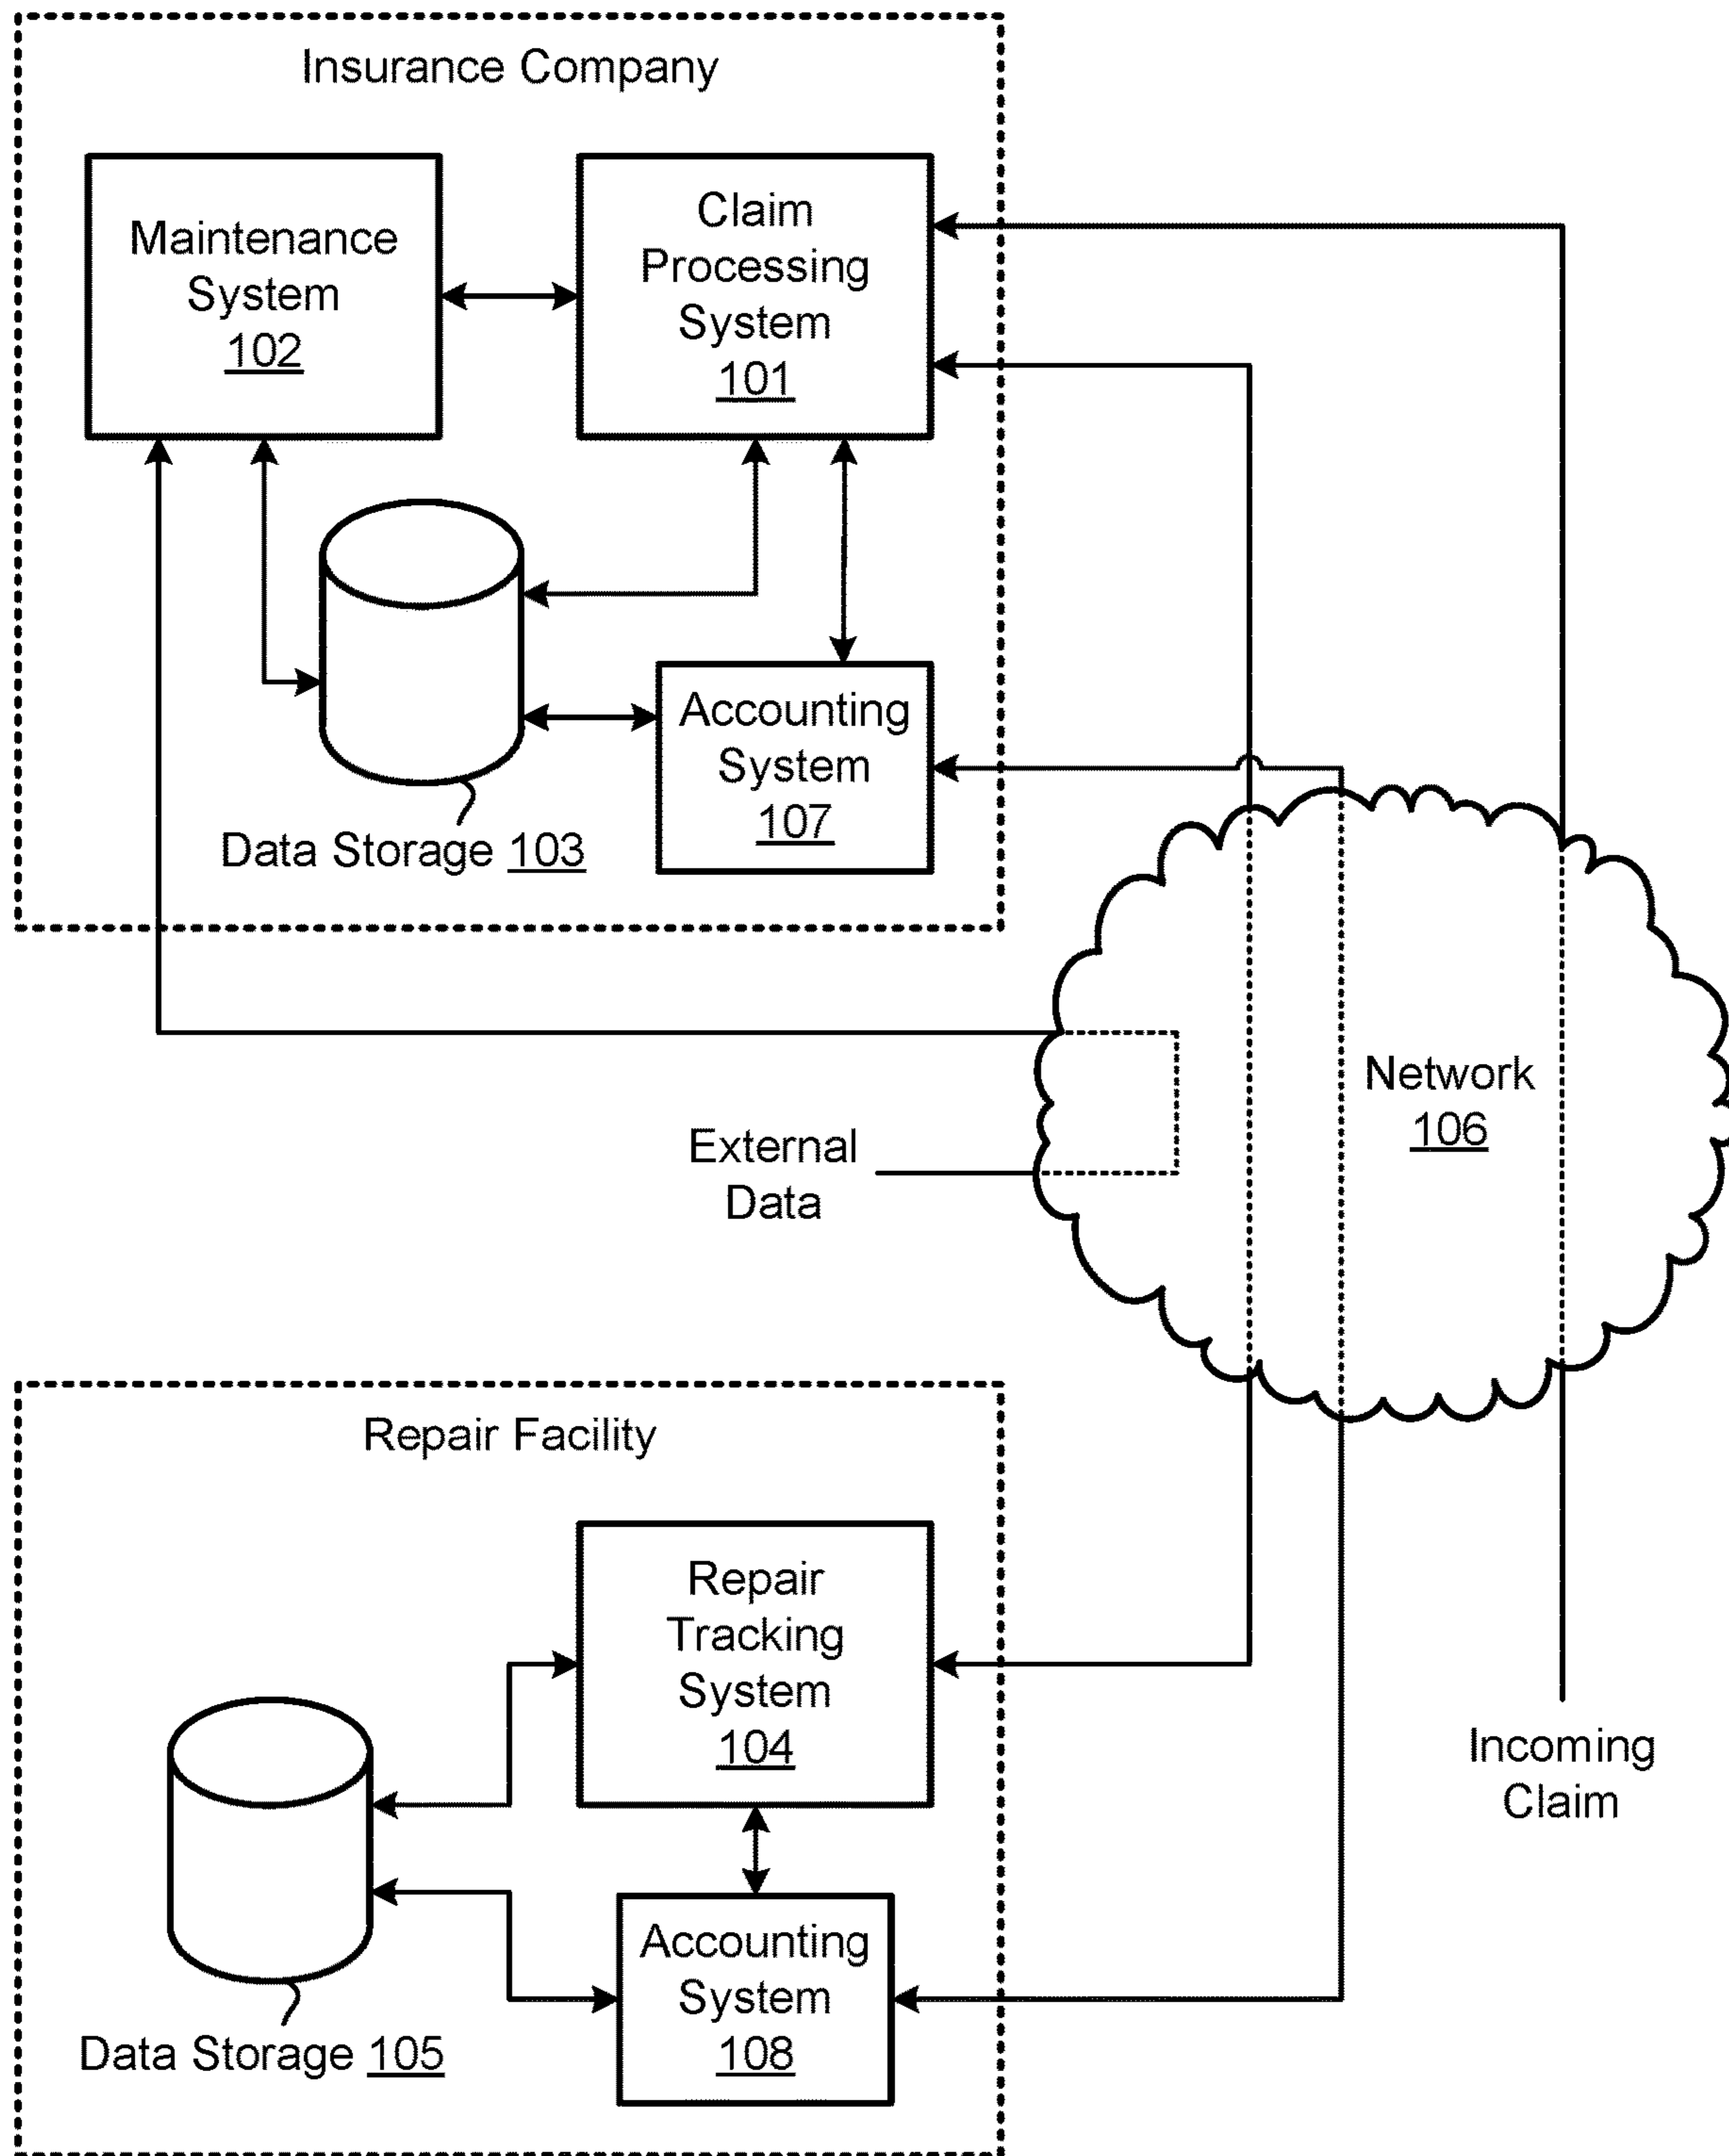 Insurance Company
Maintenance
System
102
Claim
Processing
System
101
Accounting
System
107
Data Storage 103
Network
106
External
Data
Repair Facility
Repair
Tracking
System
104
Incoming
Claim
Accounting
System
108
Data Storage 105